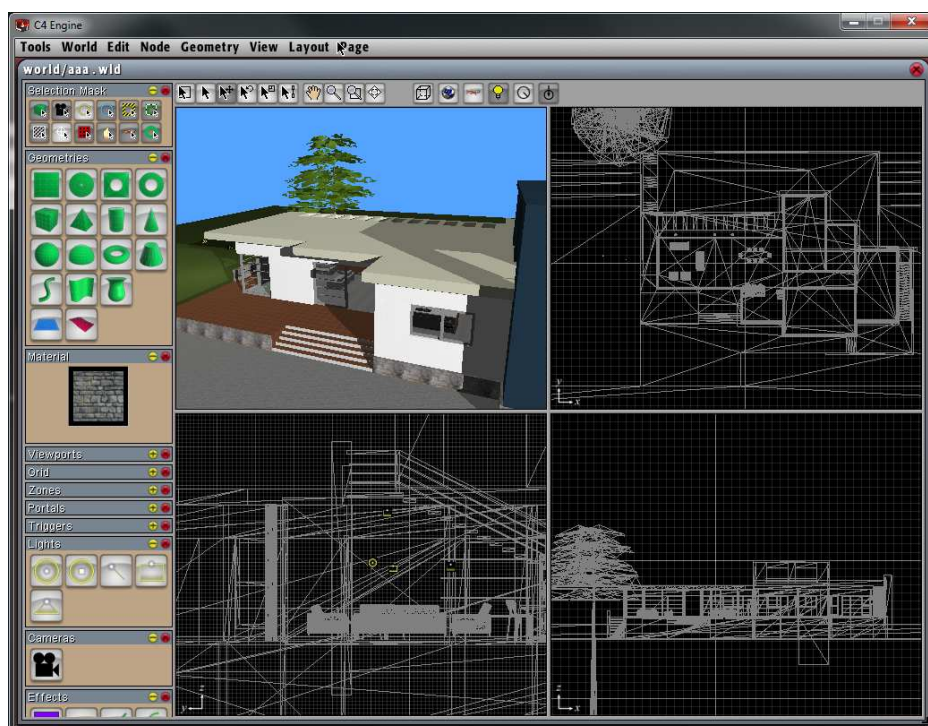 C4 Engine
Tools World Edit Node Geometry View Layout Page
world/aaa.wld
Selection Mask
Geometries
Material
Viewports
Grid
Zones
Portals
Triggers
Lights
Cameras
Effects
y
x
z
y
z
x